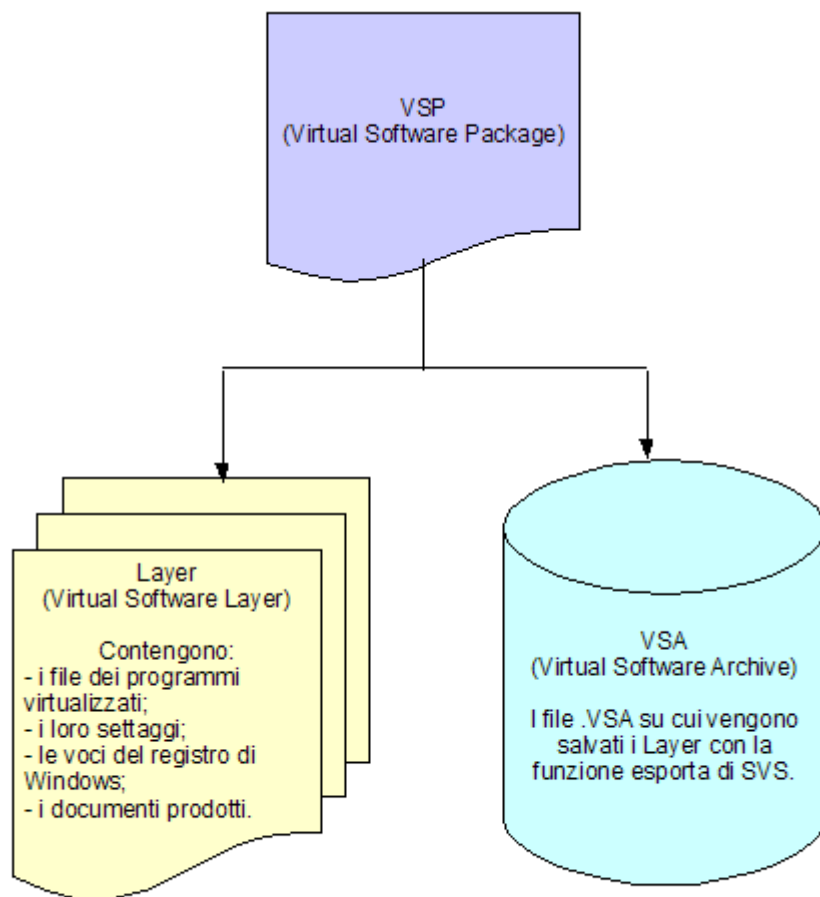 VSP
(Virtual Software Package)
Layer
(Virtual Software Layer)
Contengono:
- i file dei programmi
virtualizzati;
- i loro settaggi;
- le voci del registro di
Windows;
- i documenti prodotti.
VSA
(Virtual Software Archive)
I file .VSA su cui vengono
salvati i Layer con la
funzione esporta di SVS.